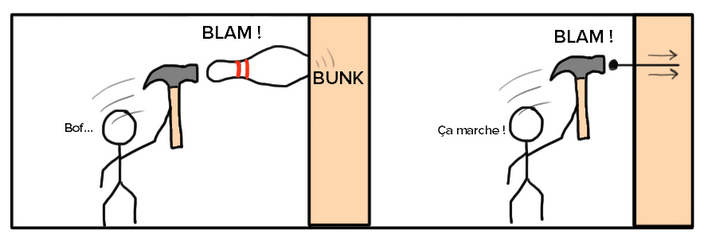 BLAM !
BUNK
Bof...
BLAM !
Ça marche !